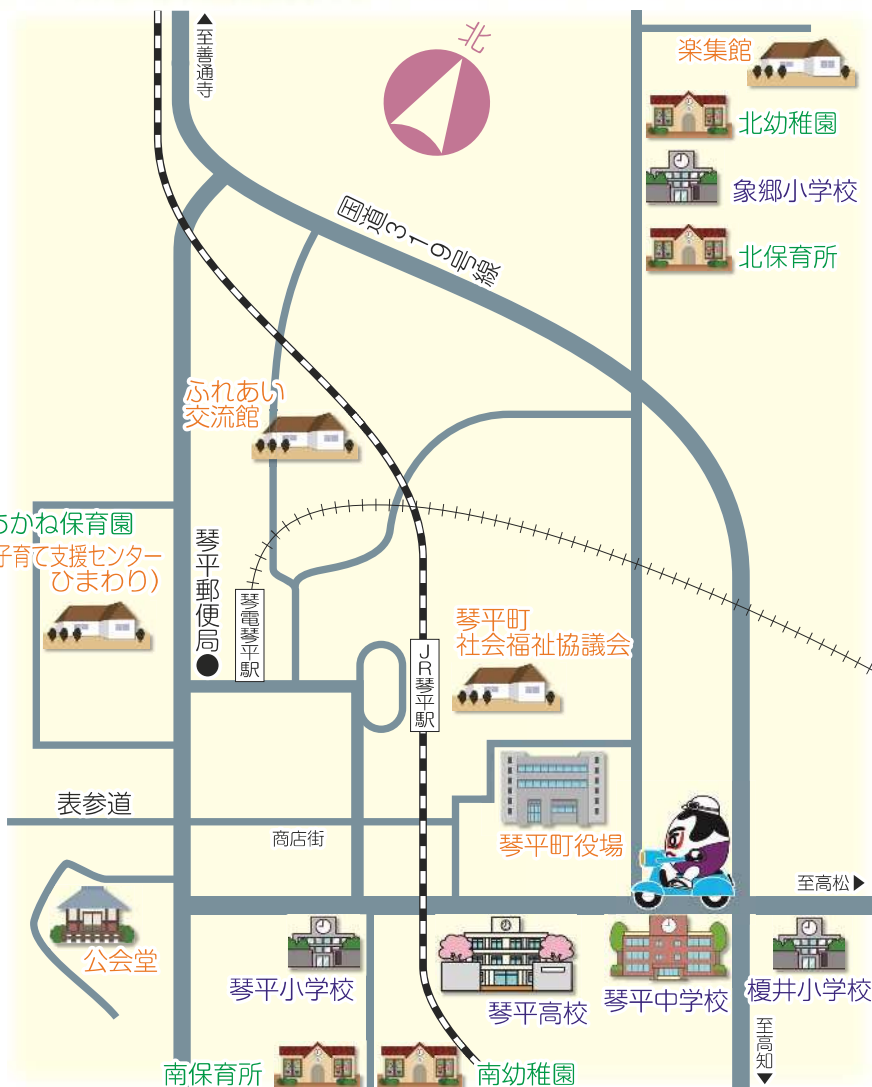 ▲至善通寺
北
楽集館
北幼稚園
象郷小学校
国道319号線
北保育所
ふれあい
交流館
あかね保育園
子育て支援センター
ひまわり）
琴平郵便局
琴電琴平駅
JR琴平駅
琴平町
社会福祉協議会
表参道
商店街
琴平町役場
至高松▶
公会堂
琴平小学校
琴平高校
琴平中学校
榎井小学校
至高知▼
南保育所
南幼稚園